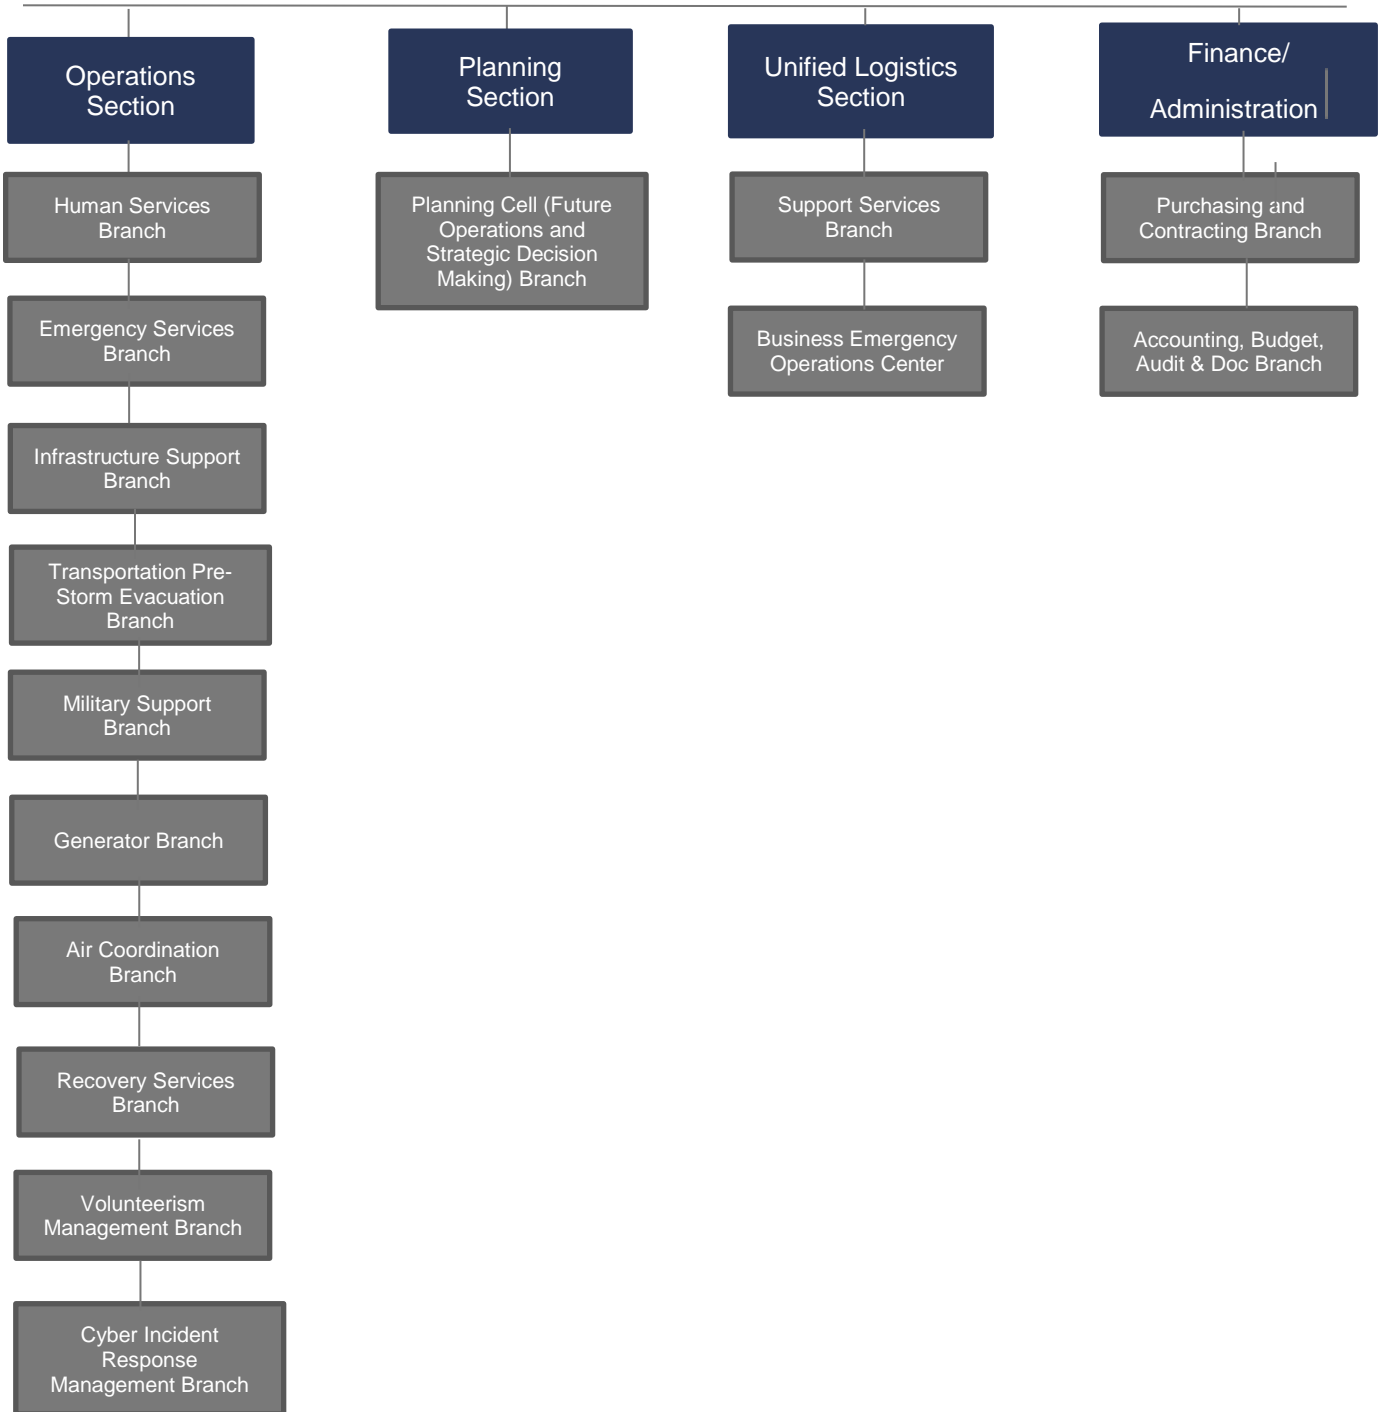 Operations
Section
Planning
Section
Unified Logistics
Section
Finance/
Administration
Human Services
Branch
Emergency Services
Branch
Infrastructure Support
Branch
Transportation Pre-
Storm Evacuation
Branch
Military Support
Branch
Generator Branch
Air Coordination
Branch
Recovery Services
Branch
Volunteerism
Management Branch
Cyber Incident
Response
Management Branch
Planning Cell (Future
Operations and
Strategic Decision
Making) Branch
Support Services
Branch
Business Emergency
Operations Center
Purchasing and
Contracting Branch
Accounting, Budget,
Audit & Doc Branch